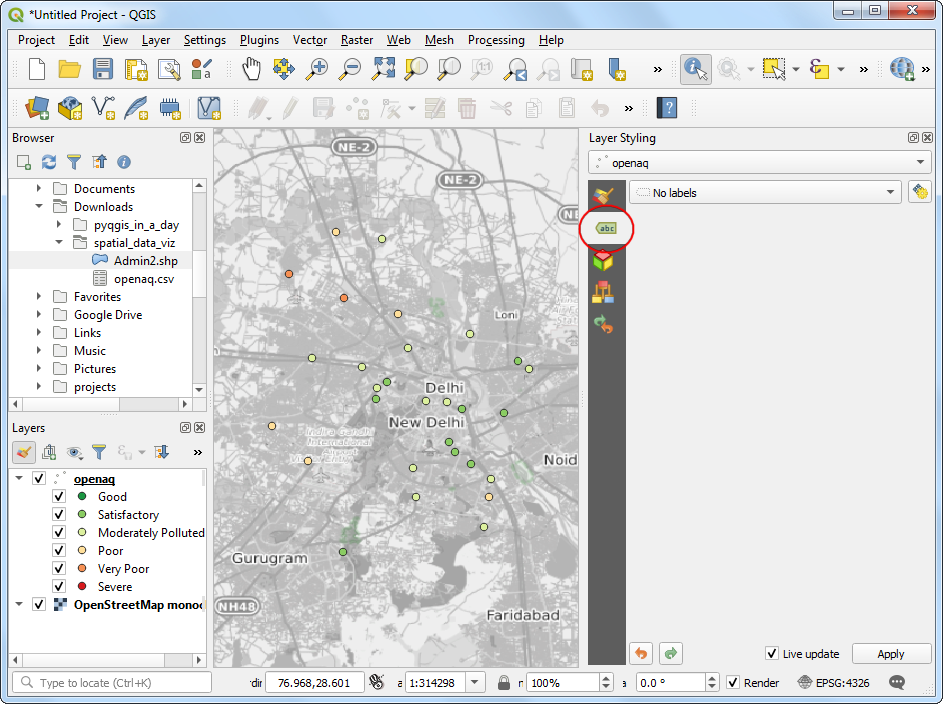 *Untitled Project - QGIS
Project Edit View Layer Settings Plugins Vector Raster Web Mesh Processing Help
Browser
Documents
Downloads
pyqgis_in_a_day
spatial_data_viz
Admin2.shp
openaq.csv
Favorites
Google Drive
Links
Music
Pictures
projects
Layers
openaq
Good
Satisfactory
Moderately Polluted
Poor
Very Poor
Severe
OpenStreetMap mono
NE-2
NE-2
NE
Loni
Delhi
New Delhi
Indira Gandhi
International
Airport
Noid
Gurugram
NH48
Faridabad
Layer Styling
openaq
No labels
abc
Live update
Apply
Type to locate (Ctrl+K)
76.968,28.601
1:314298
100%
0.0 °
Render
EPSG:4326